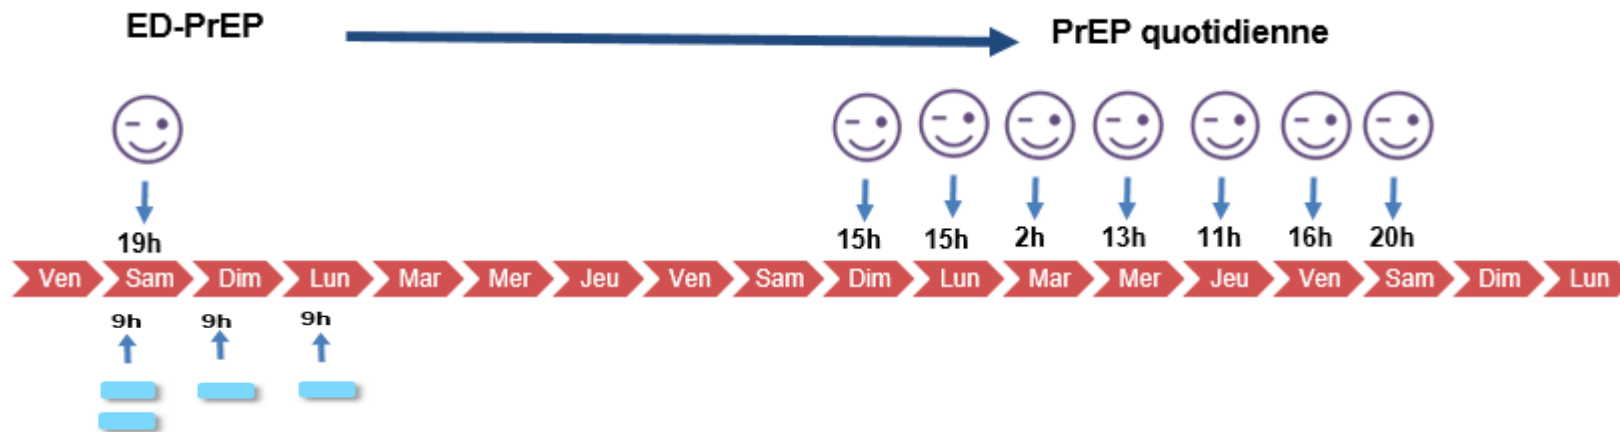 ED-PrEP
PrEP quotidienne
19h
15h 15h 2h 13h 11h 16h 20h
Ven Sam Dim Lun Mar Mer Jeu Ven Sam Dim Lun Mar Mer Jeu Ven Sam Dim Lun
9h 9h 9h